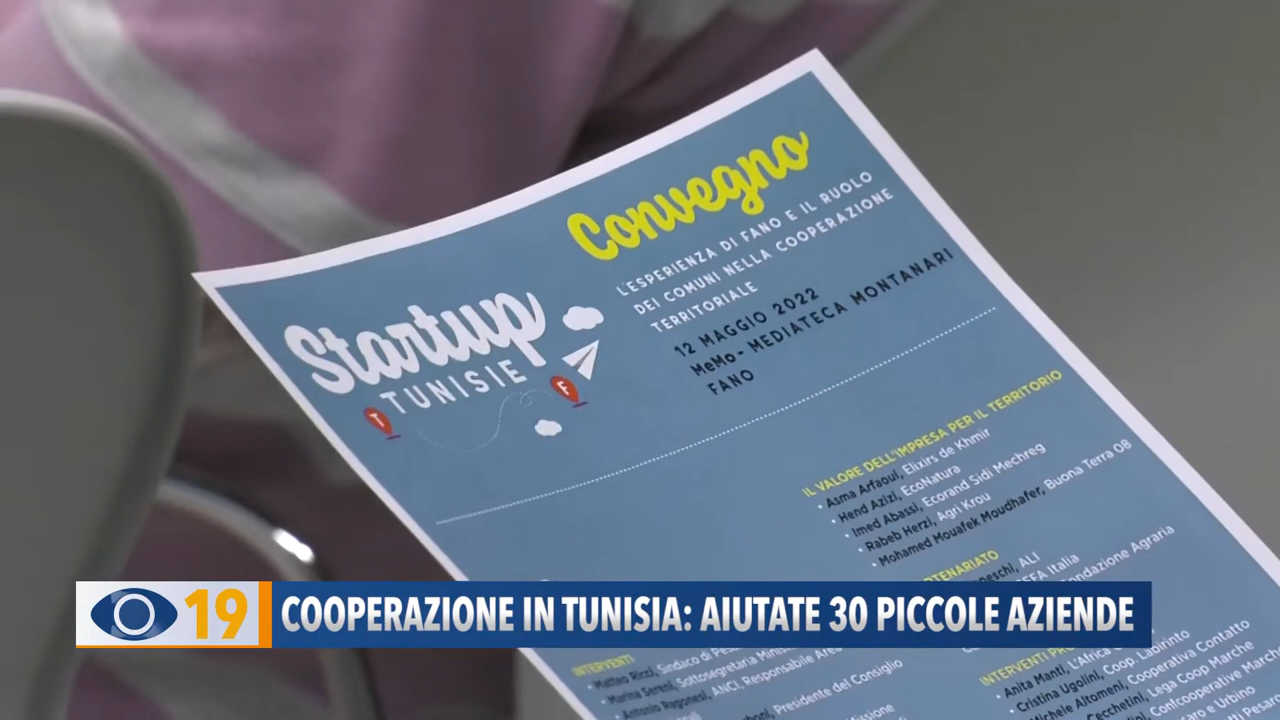 Convegno
L'ESPERIENZA DI FANO E IL RUOLO
DEI COMUNI NELLA COOPERAZIONE
TERRITORIALE
12 MAGGIO 2022
MeMo - MEDIATECA MONTANARI
FANO
Startup
TUNISIE
T
F
IL VALORE DELL'IMPRESA PER IL TERRITORIO
• Asma Arfaoui, Elixirs de Khmir
• Hend Azizi, EcoNatura
• Imed Abassi, Ecorand Sidi Mechreg
• Rabeb Herzi, Agri Krou
• Mohamed Mouafek Moudhafer, Buona Terra 08
ALI
Italia
Fondazione Agraria
INTERVENTI
• Matteo Ricci, Sindaco di
• Marina Sereni, Sottosegretaria
• Antonio Ragonesi, ANCI, Responsabile Area
Presidente del Consiglio
INTERVENTI
• Anita Manti, L'Africa
• Cristina Ugolini, Coop. Labirinto
Michele Altomeni, Cooperativa Contatto
Cecchetini, Lega Coop Marche
Confcooperative Marche
e Urbino
19
COOPERAZIONE IN TUNISIA: AIUTATE 30 PICCOLE AZIENDE